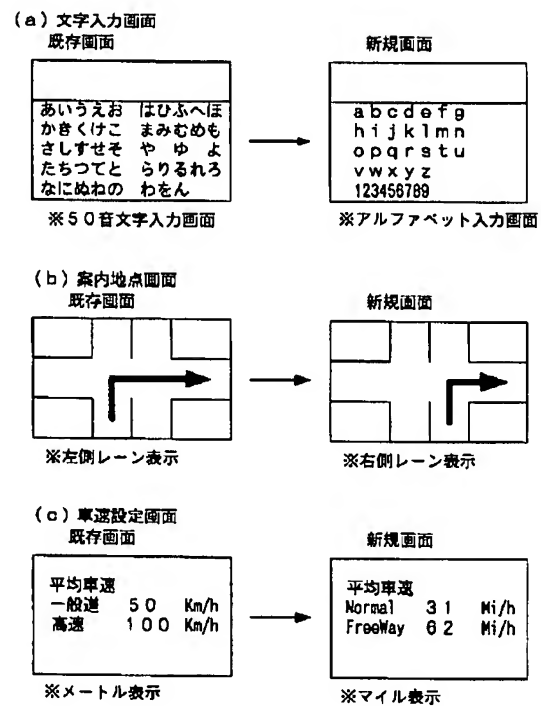 (a) 文字入力画面
既存画面
新規画面
あいうえお はひふへほ
かきくけこ まみむめも
さしすせそ や ゆ よ
たちつてと らりるれろ
なにぬねの わをん
abcdefg
hijklmn
opqrstu
vwxyz
123456789
※50音文字入力画面
※アルファベット入力画面
(b) 案内地点画面
既存画面
新規画面
※左側レーン表示
※右側レーン表示
(c) 車速設定画面
既存画面
新規画面
平均車速
一般道 50 Km/h
高速 100 Km/h
平均車速
Normal 31 Mi/h
FreeWay 62 Mi/h
※メートル表示
※マイル表示